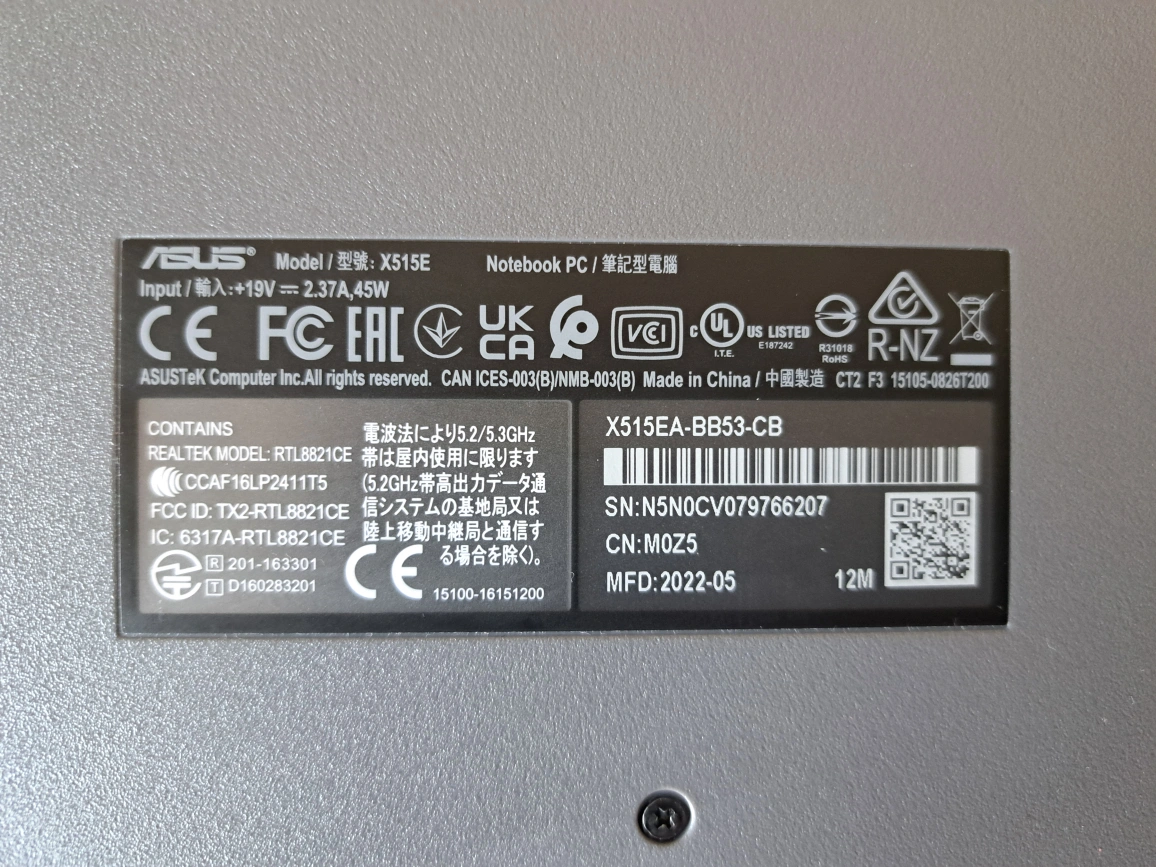 ASUS® Model / 型號: X515E Notebook PC / 筆記型電腦
Input / 輸入:+19V ⎓ 2.37A,45W
CE FCC EAC UKCA VCI C UL US LISTED
I.T.E. E187242
R31018
RoHS
R-NZ
ASUSTeK Computer Inc.All rights reserved. CAN ICES-003(B)/NMB-003(B) Made in China / 中國製造 CT2 F3 15105-0826T200
CONTAINS
REALTEK MODEL: RTL8821CE
CCAF16LP2411T5
FCC ID: TX2-RTL8821CE
IC: 6317A-RTL8821CE
R 201-163301
T D160283201
電波法により5.2/5.3GHz
帯は屋内使用に限ります
(5.2GHz帯高出力データ通
信システムの基地局又は
陸上移動中継局と通信す
る場合を除く)。
CE 15100-16151200
X515EA-BB53-CB
SN:N5N0CV079766207
CN:M0Z5
MFD:2022-05 12M